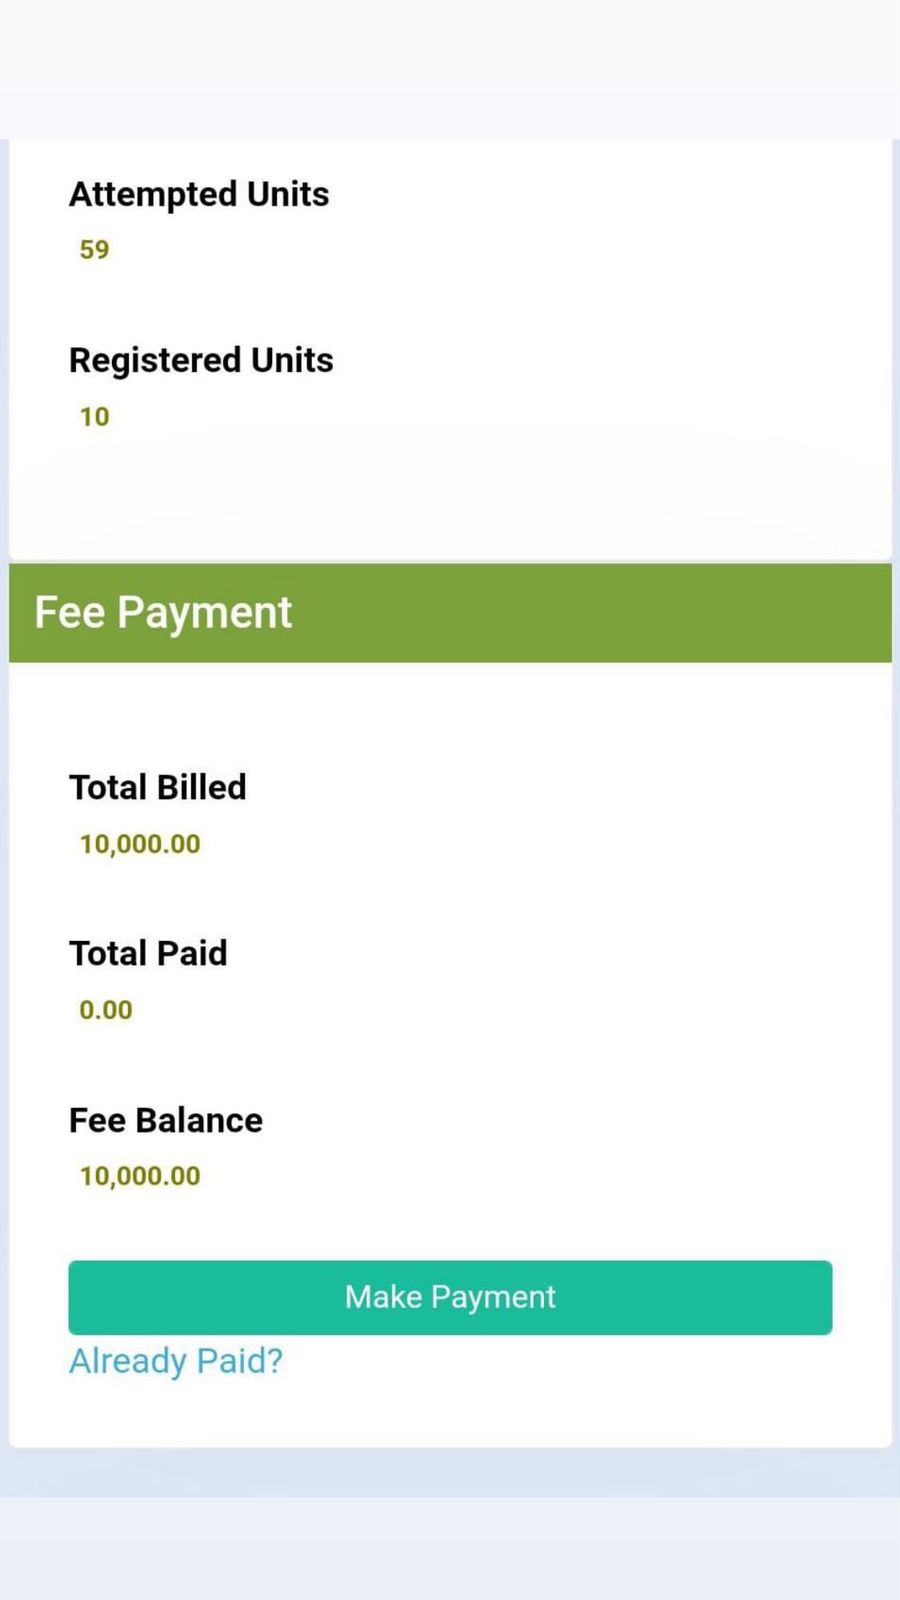 Attempted Units
59
Registered Units
10
Fee Payment
Total Billed
10,000.00
Total Paid
0.00
Fee Balance
10,000.00
Make Payment
Already Paid?